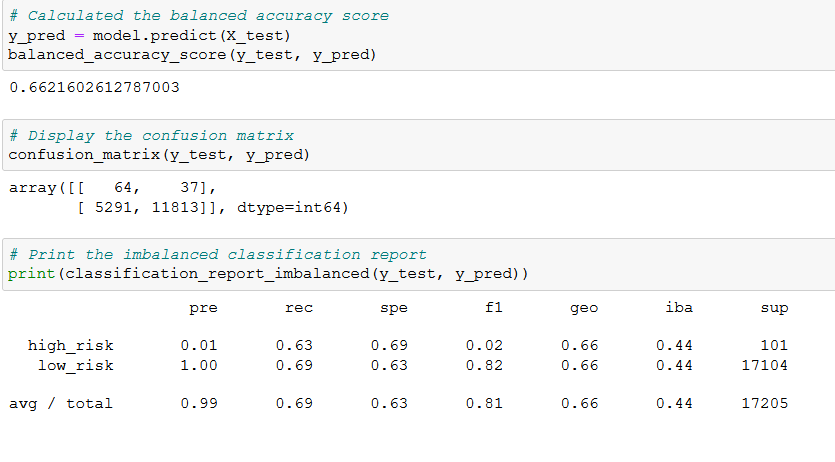 # Calculated the balanced accuracy score
y_pred = model.predict(X_test)
balanced_accuracy_score(y_test, y_pred)
0.6621602612787003
# Display the confusion matrix
confusion_matrix(y_test, y_pred)
array([[   64,    37],
       [ 5291, 11813]], dtype=int64)
# Print the imbalanced classification report
print(classification_report_imbalanced(y_test, y_pred))
pre rec spe f1 geo iba sup
high_risk 0.01 0.63 0.69 0.02 0.66 0.44 101
low_risk 1.00 0.69 0.63 0.82 0.66 0.44 17104
avg / total 0.99 0.69 0.63 0.81 0.66 0.44 17205